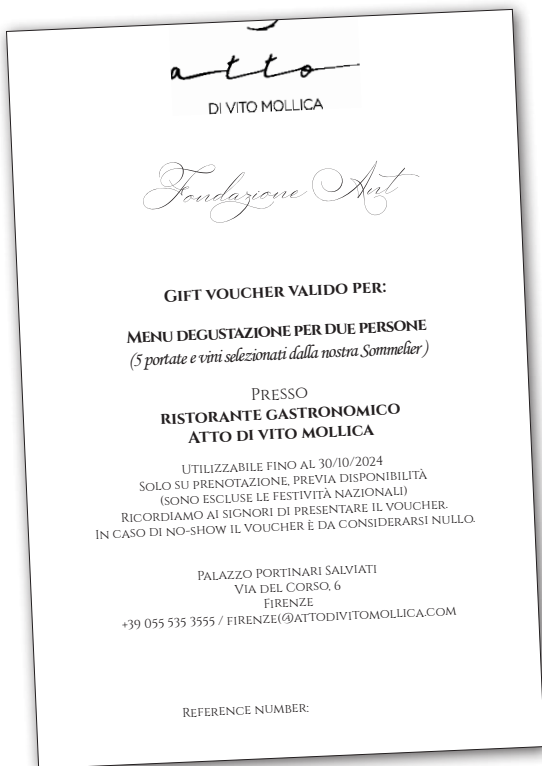 atto
DI VITO MOLLICA
Fondazione Ant
GIFT VOUCHER VALIDO PER:
MENU DEGUSTAZIONE PER DUE PERSONE
(5 portate e vini selezionati dalla nostra Sommelier)
PRESSO
RISTORANTE GASTRONOMICO
ATTO DI VITO MOLLICA
UTILIZZABILE FINO AL 30/10/2024
SOLO SU PRENOTAZIONE, PREVIA DISPONIBILITÀ
(SONO ESCLUSE LE FESTIVITÀ NAZIONALI)
RICORDIAMO AI SIGNORI DI PRESENTARE IL VOUCHER.
IN CASO DI NO-SHOW IL VOUCHER È DA CONSIDERARSI NULLO.
PALAZZO PORTINARI SALVIATI
VIA DEL CORSO, 6
FIRENZE
+39 055 535 3555 / FIRENZE@ATTODIVITOMOLLICA.COM
REFERENCE NUMBER: